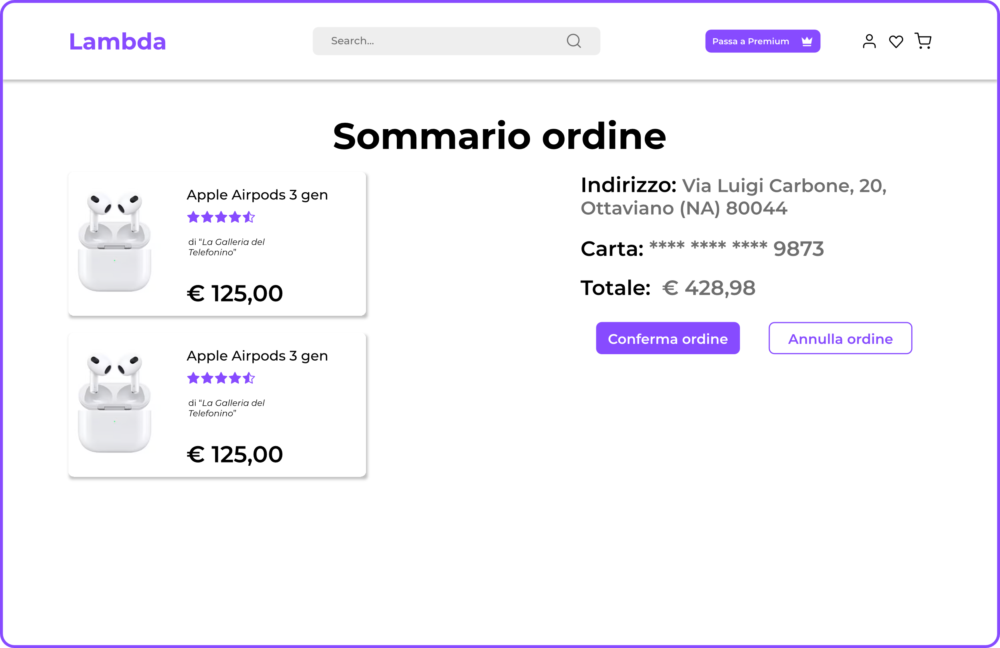 Lambda
Search...
Passa a Premium
Sommario ordine
Apple Airpods 3 gen
di “La Galleria del
Telefonino”
€ 125,00
Apple Airpods 3 gen
di “La Galleria del
Telefonino”
€ 125,00
Indirizzo: Via Luigi Carbone, 20,
Ottaviano (NA) 80044
Carta: **** **** **** 9873
Totale: € 428,98
Conferma ordine
Annulla ordine